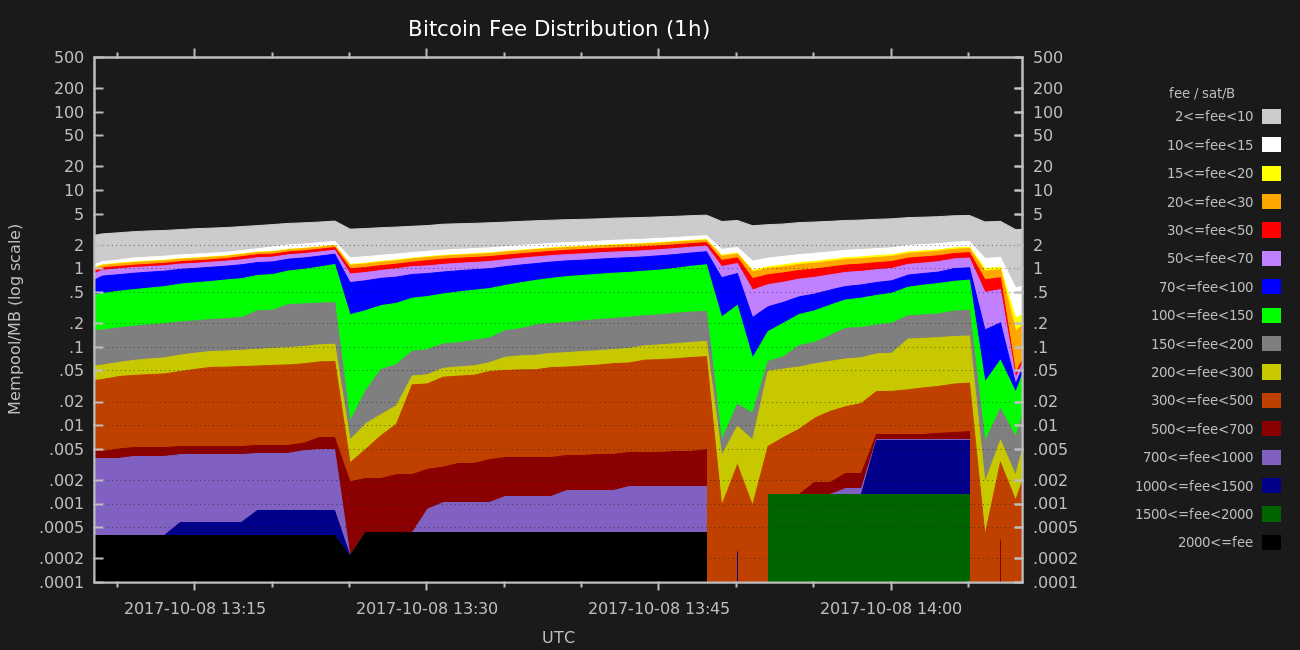 Bitcoin Fee Distribution (1h)
Mempool/MB (log scale)
500
200
100
50
20
10
5
2
1
.5
.2
.1
.05
.02
.01
.005
.002
.001
.0005
.0002
.0001
500
200
100
50
20
10
5
2
1
.5
.2
.1
.05
.02
.01
.005
.002
.001
.0005
.0002
.0001
2017-10-08 13:15
2017-10-08 13:30
2017-10-08 13:45
2017-10-08 14:00
UTC
fee / sat/B
2<=fee<10
10<=fee<15
15<=fee<20
20<=fee<30
30<=fee<50
50<=fee<70
70<=fee<100
100<=fee<150
150<=fee<200
200<=fee<300
300<=fee<500
500<=fee<700
700<=fee<1000
1000<=fee<1500
1500<=fee<2000
2000<=fee